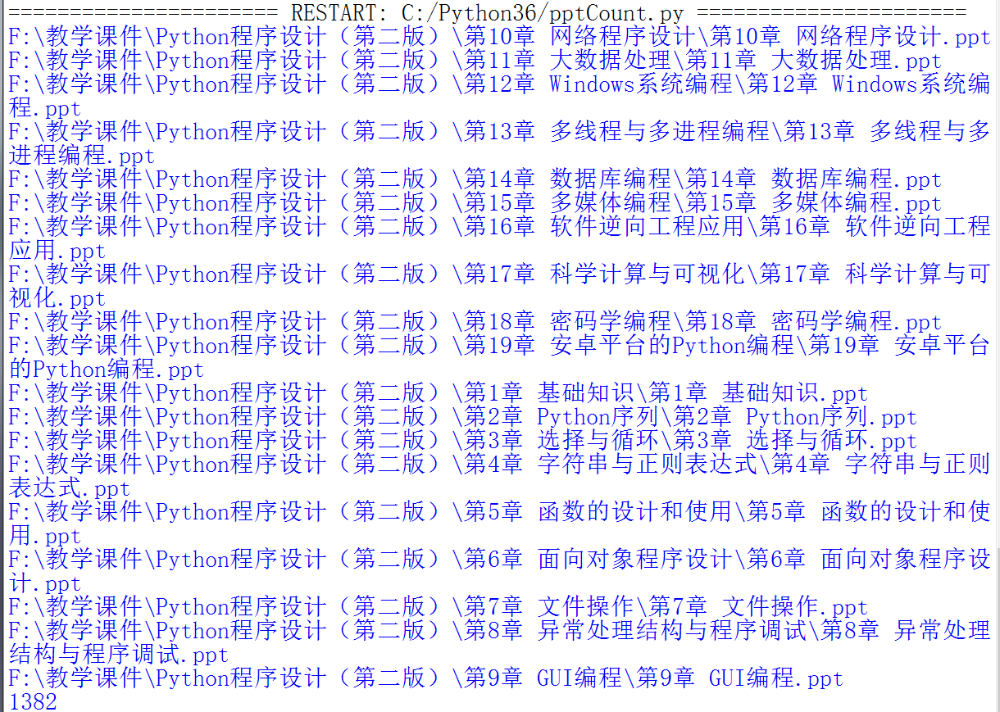 ====================== RESTART: C:/Python36/pptCount.py ======================
F:\教学课件\Python程序设计（第二版）\第10章 网络程序设计\第10章 网络程序设计.ppt
F:\教学课件\Python程序设计（第二版）\第11章 大数据处理\第11章 大数据处理.ppt
F:\教学课件\Python程序设计（第二版）\第12章 Windows系统编程\第12章 Windows系统编
程.ppt
F:\教学课件\Python程序设计（第二版）\第13章 多线程与多进程编程\第13章 多线程与多
进程编程.ppt
F:\教学课件\Python程序设计（第二版）\第14章 数据库编程\第14章 数据库编程.ppt
F:\教学课件\Python程序设计（第二版）\第15章 多媒体编程\第15章 多媒体编程.ppt
F:\教学课件\Python程序设计（第二版）\第16章 软件逆向工程应用\第16章 软件逆向工程
应用.ppt
F:\教学课件\Python程序设计（第二版）\第17章 科学计算与可视化\第17章 科学计算与可
视化.ppt
F:\教学课件\Python程序设计（第二版）\第18章 密码学编程\第18章 密码学编程.ppt
F:\教学课件\Python程序设计（第二版）\第19章 安卓平台的Python编程\第19章 安卓平台
的Python编程.ppt
F:\教学课件\Python程序设计（第二版）\第1章 基础知识\第1章 基础知识.ppt
F:\教学课件\Python程序设计（第二版）\第2章 Python序列\第2章 Python序列.ppt
F:\教学课件\Python程序设计（第二版）\第3章 选择与循环\第3章 选择与循环.ppt
F:\教学课件\Python程序设计（第二版）\第4章 字符串与正则表达式\第4章 字符串与正则
表达式.ppt
F:\教学课件\Python程序设计（第二版）\第5章 函数的设计和使用\第5章 函数的设计和使
用.ppt
F:\教学课件\Python程序设计（第二版）\第6章 面向对象程序设计\第6章 面向对象程序设
计.ppt
F:\教学课件\Python程序设计（第二版）\第7章 文件操作\第7章 文件操作.ppt
F:\教学课件\Python程序设计（第二版）\第8章 异常处理结构与程序调试\第8章 异常处理
结构与程序调试.ppt
F:\教学课件\Python程序设计（第二版）\第9章 GUI编程\第9章 GUI编程.ppt
1382